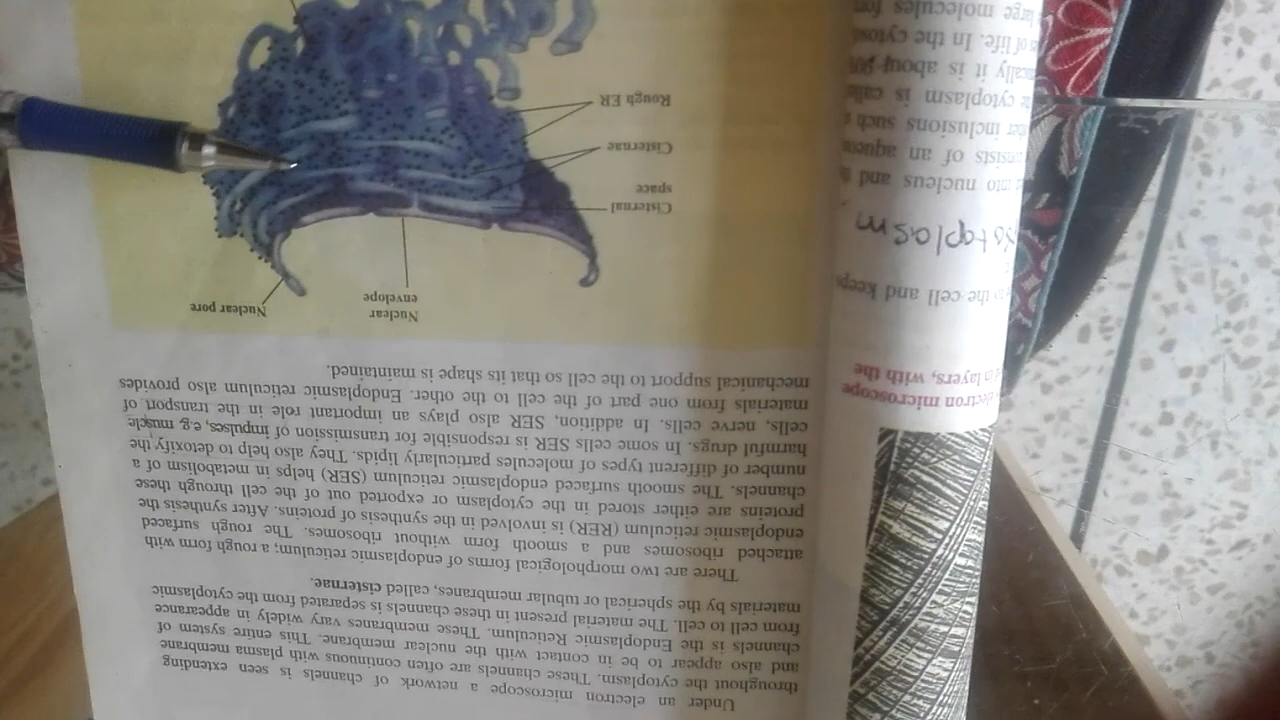 Under an electron microscope a network of channels is seen extending
throughout the cytoplasm. These channels are often continuous with plasma membrane
and also appear to be in contact with the nuclear membrane. This entire system of
channels is the Endoplasmic Reticulum. These membranes vary widely in appearance
from cell to cell. The material present in these channels is separated from the cytoplasmic
materials by the spherical or tubular membranes, called cisternae.
There are two morphological forms of endoplasmic reticulum; a rough form with
attached ribosomes and a smooth form without ribosomes. The rough surfaced
endoplasmic reticulum (RER) is involved in the synthesis of proteins. After synthesis the
proteins are either stored in the cytoplasm or exported out of the cell through these
channels. The smooth surfaced endoplasmic reticulum (SER) helps in metabolism of a
number of different types of molecules particularly lipids. They also help to detoxify the
harmful drugs. In some cells SER is responsible for transmission of impulses, e.g. muscle
cells, nerve cells. In addition, SER also plays an important role in the transport of
materials from one part of the cell to the other. Endoplasmic reticulum also provides
mechanical support to the cell so that its shape is maintained.
Nuclear
envelope
Nuclear pore
Cisternal
space
Cisternae
Rough ER
electron microscope
in layers, with the
to the cell and keeps
into nucleus and
of an aqueous
inclusions such
cytoplasm is
it is about 90%
of life. In the
large molecules